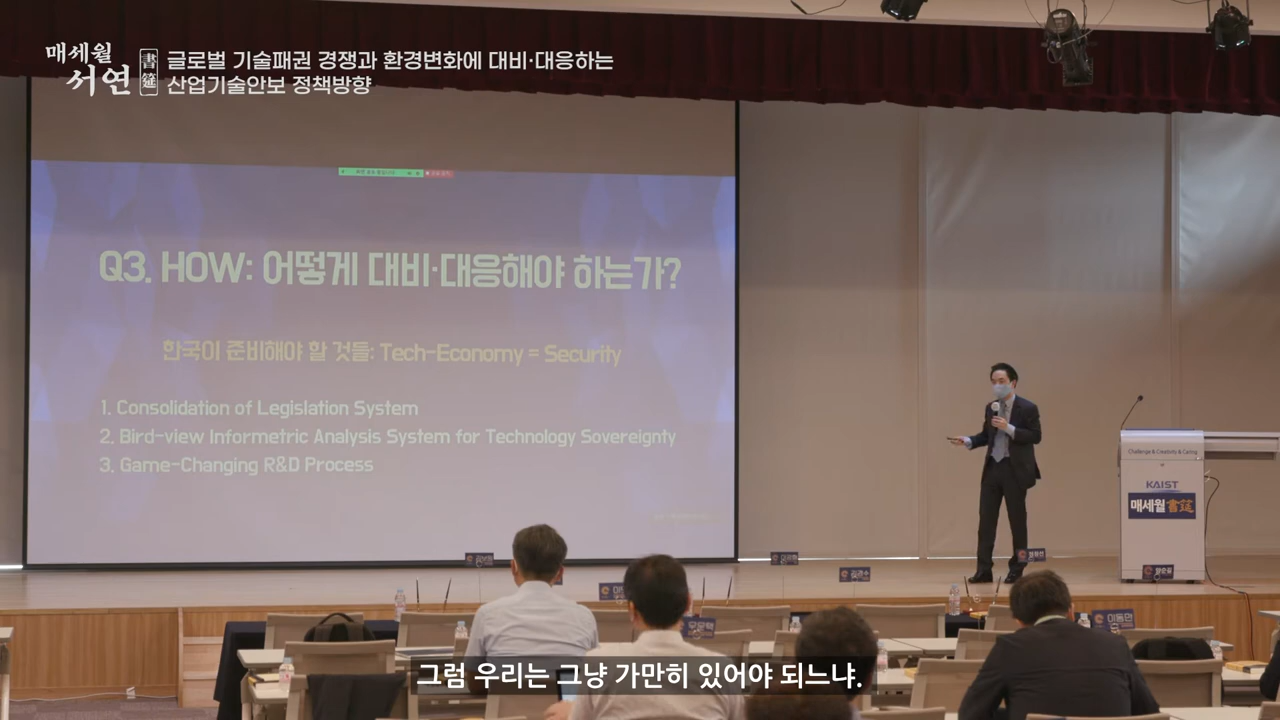 매세월
서연
書筵
글로벌 기술패권 경쟁과 환경변화에 대비·대응하는
산업기술안보 정책방향
Q3. HOW: 어떻게 대비·대응해야 하는가?
한국이 준비해야 할 것들: Tech-Economy = Security
1. Consolidation of Legislation System
2. Bird-view Informetric Analysis System for Technology Sovereignty
3. Game-Changing R&D Process
Challenge & Creativity & Caring
KAIST
매세월 書筵
그럼 우리는 그냥 가만히 있어야 되느냐.